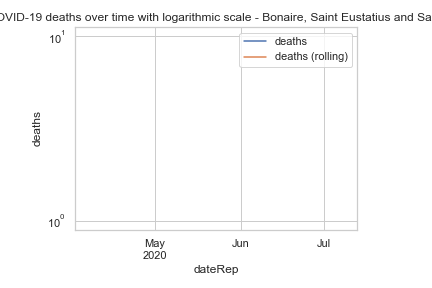 OVID-19 deaths over time with logarithmic scale - Bonaire, Saint Eustatius and Sa
10¹
deaths
deaths (rolling)
deaths
10⁰
May
2020
Jun
Jul
dateRep